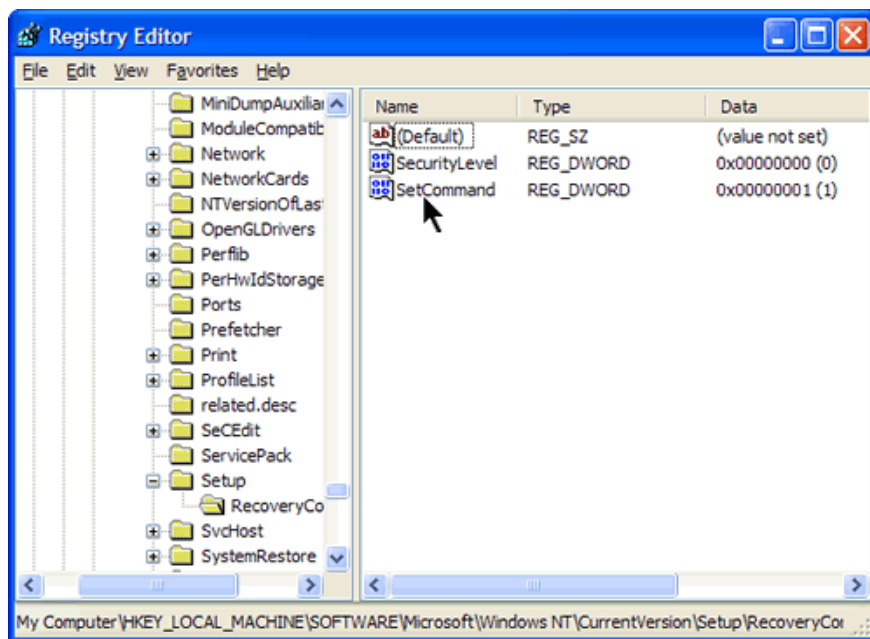 Registry Editor
File Edit View Favorites Help
MiniDumpAuxiliar
ModuleCompatib
Network
NetworkCards
NTVersionOfLast
OpenGLDrivers
Perflib
PerHwIdStorage
Ports
Prefetcher
Print
ProfileList
related.desc
SeCEdit
ServicePack
Setup
RecoveryCo
SvcHost
SystemRestore
Name Type Data
(Default) REG_SZ (value not set)
SecurityLevel REG_DWORD 0x00000000 (0)
SetCommand REG_DWORD 0x00000001 (1)
My Computer\HKEY_LOCAL_MACHINE\SOFTWARE\Microsoft\Windows NT\CurrentVersion\Setup\RecoveryCon